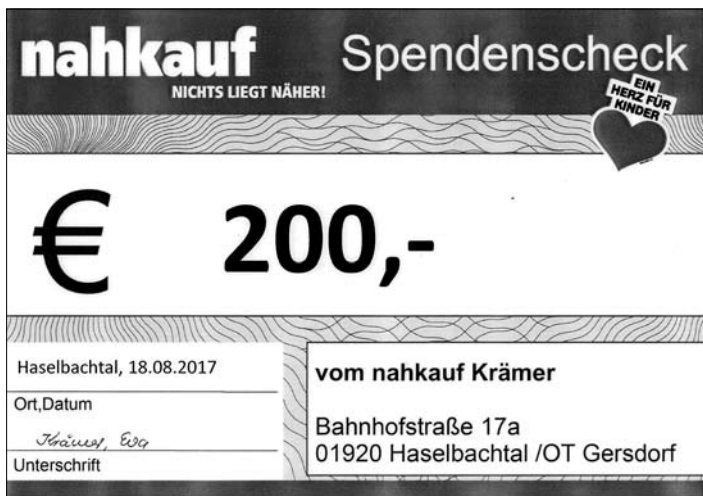 nahkauf
NICHTS LIEGT NÄHER!
Spendenscheck
EIN
HERZ FÜR
KINDER
€ 200,-
Haselbachtal, 18.08.2017
Ort,Datum
Krämer, Eva
Unterschrift
vom nahkauf Krämer
Bahnhofstraße 17a
01920 Haselbachtal /OT Gersdorf